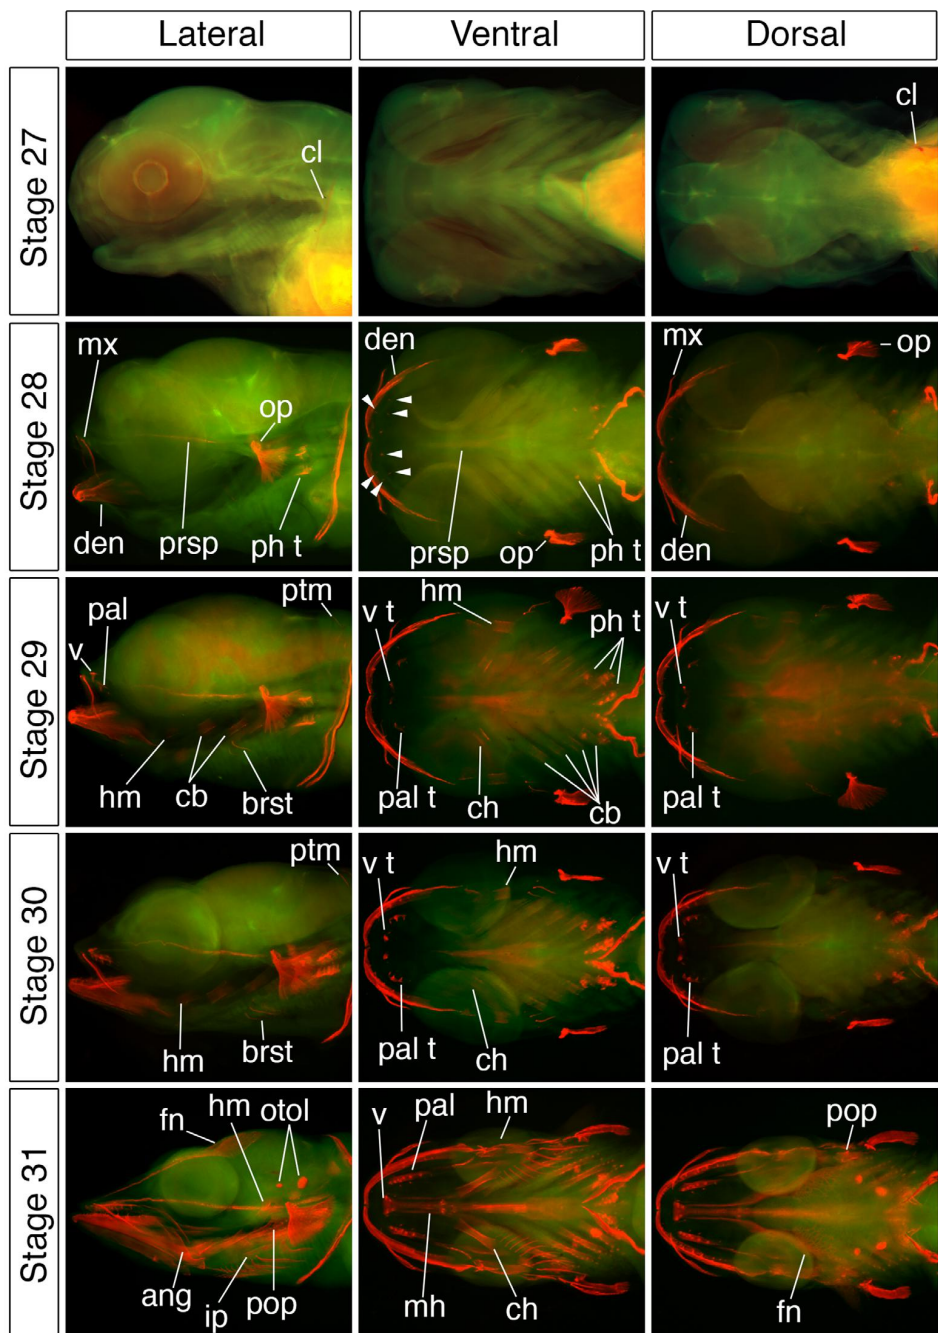 Lateral
Ventral
Dorsal
Stage 27
cl
cl
Stage 28
mx
op
den
prsp
ph t
den
prsp
op
ph t
mx
op
den
Stage 29
pal
ptm
v
hm
cb
brst
hm
v t
ph t
pal t
ch
cb
v t
pal t
Stage 30
ptm
hm
brst
v t
hm
pal t
ch
v t
pal t
Stage 31
fn
hm
otol
ang
ip
pop
v
pal
hm
mh
ch
pop
fn